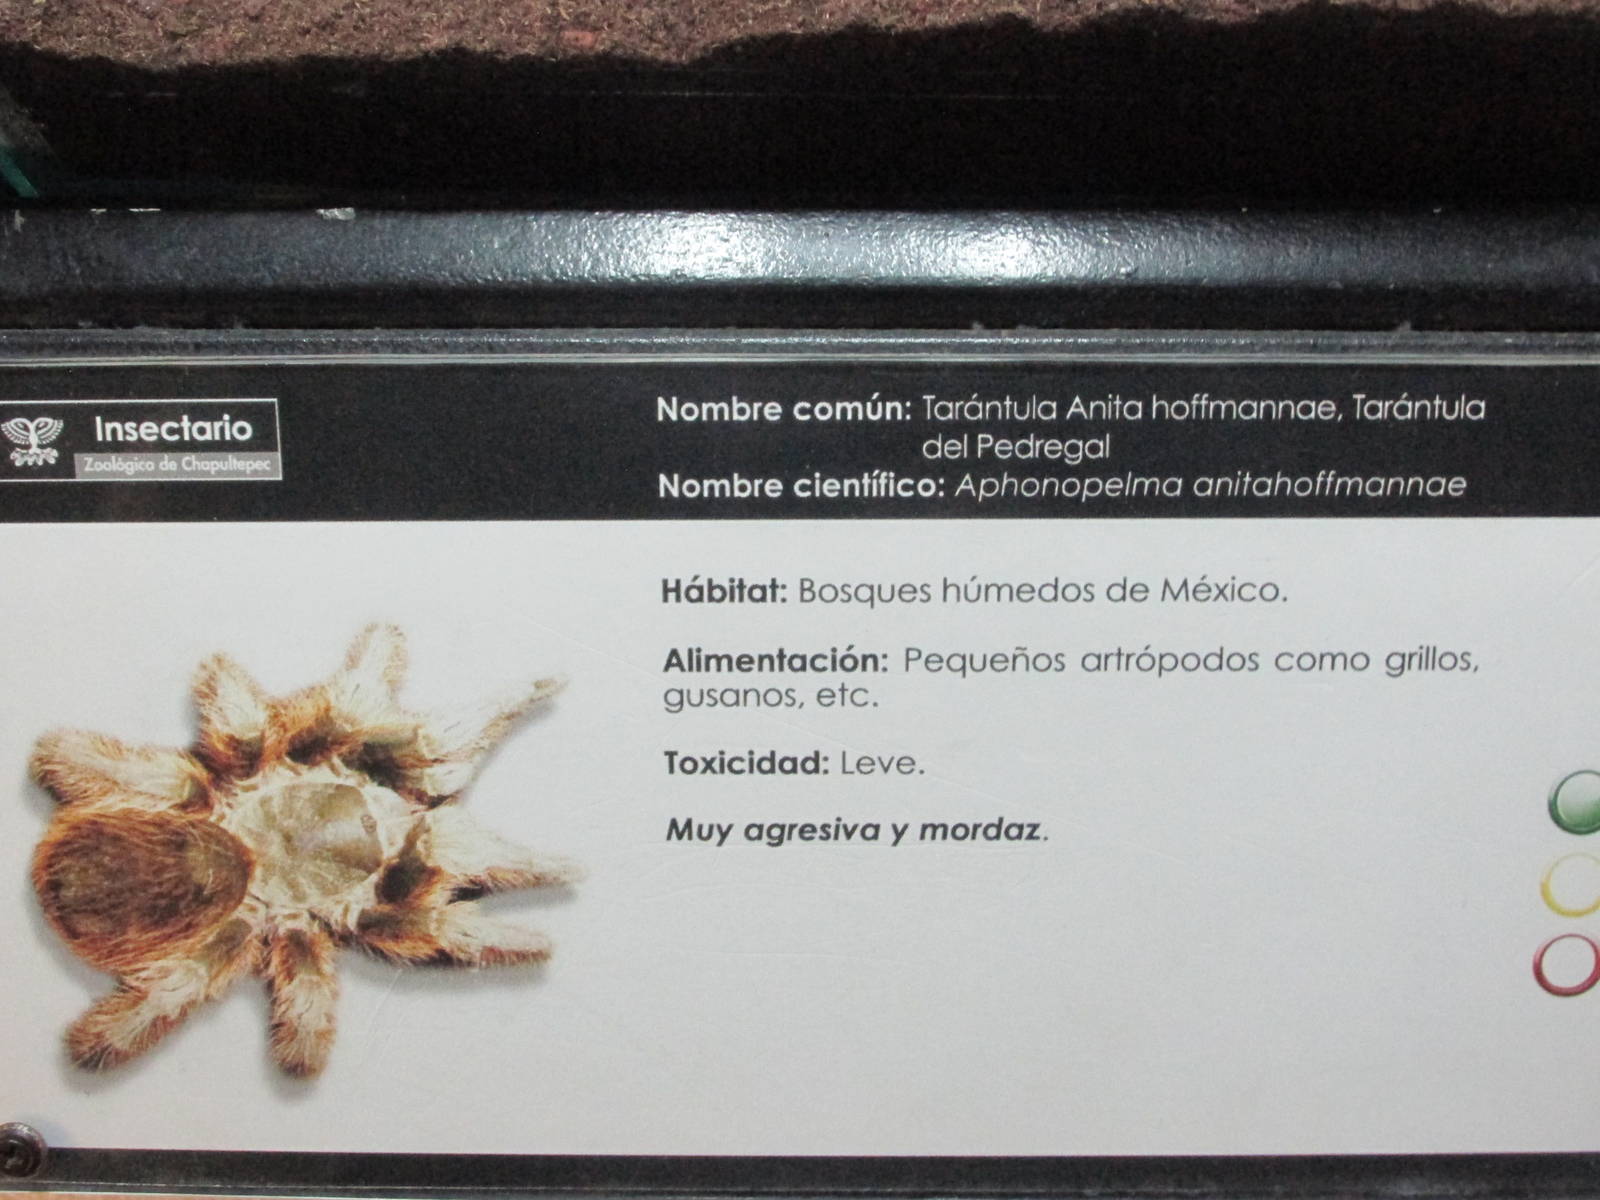 Insectario
Zoológico de Chapultepec
Nombre común: Tarántula Anita hoffmannae, Tarántula
del Pedregal
Nombre científico: Aphonopelma anitahoffmannae
Hábitat: Bosques húmedos de México.
Alimentación: Pequeños artrópodos como grillos,
gusanos, etc.
Toxicidad: Leve.
Muy agresiva y mordaz.